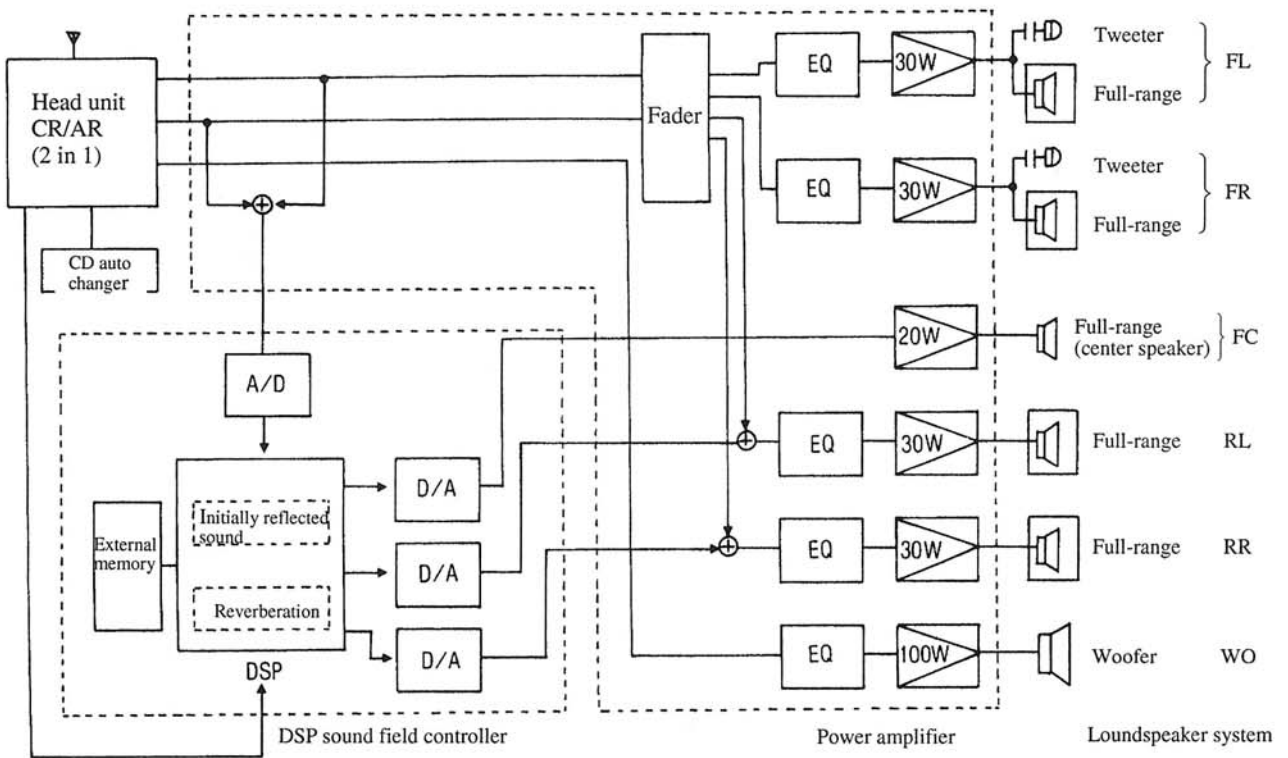 Head unit
CR/AR
(2 in 1)
CD auto
changer
Fader
EQ
30W
Tweeter
Full-range
FL
EQ
30W
Tweeter
Full-range
FR
20W
Full-range
(center speaker)
FC
A/D
EQ
30W
Full-range
RL
D/A
Initially reflected
sound
External
memory
EQ
30W
Full-range
RR
D/A
Reverberation
D/A
EQ
100W
Woofer
WO
DSP
DSP sound field controller
Power amplifier
Loundspeaker system